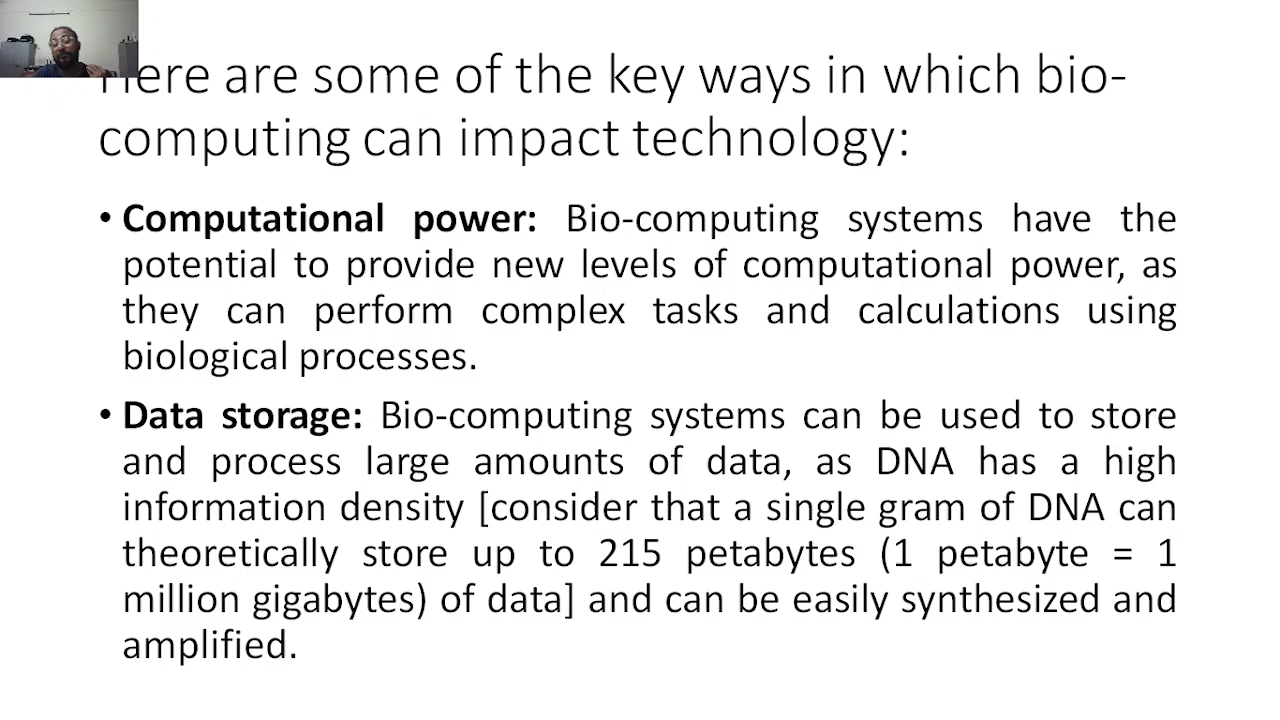 Here are some of the key ways in which bio-
computing can impact technology:
• Computational power: Bio-computing systems have the
potential to provide new levels of computational power, as
they can perform complex tasks and calculations using
biological processes.
• Data storage: Bio-computing systems can be used to store
and process large amounts of data, as DNA has a high
information density [consider that a single gram of DNA can
theoretically store up to 215 petabytes (1 petabyte = 1
million gigabytes) of data] and can be easily synthesized and
amplified.